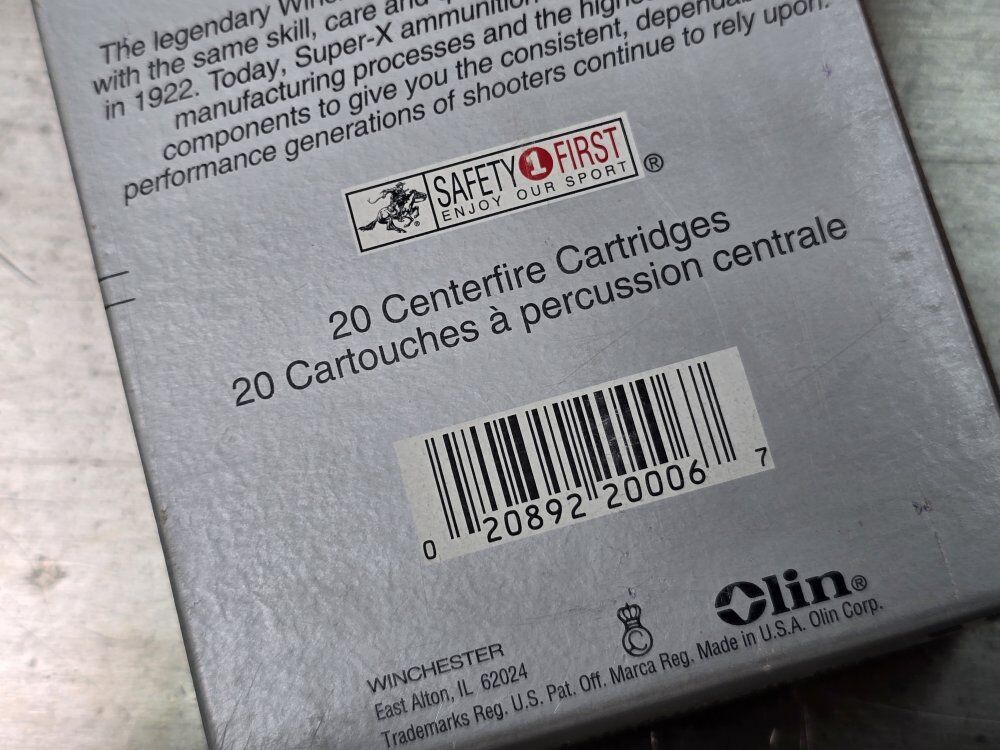 The legendary
with the same skill, care and
in 1922. Today, Super-X ammunition
manufacturing processes and the
components to give you the consistent,
performance generations of shooters continue to rely upon.
SAFETY 1 FIRST ®
ENJOY OUR SPORT
®
20 Centerfire Cartridges
20 Cartouches à percussion centrale
0 20892 20006 7
Olin®
C
WINCHESTER
East Alton, IL 62024
Trademarks Reg. U.S. Pat. Off. Marca Reg. Made in U.S.A. Olin Corp.